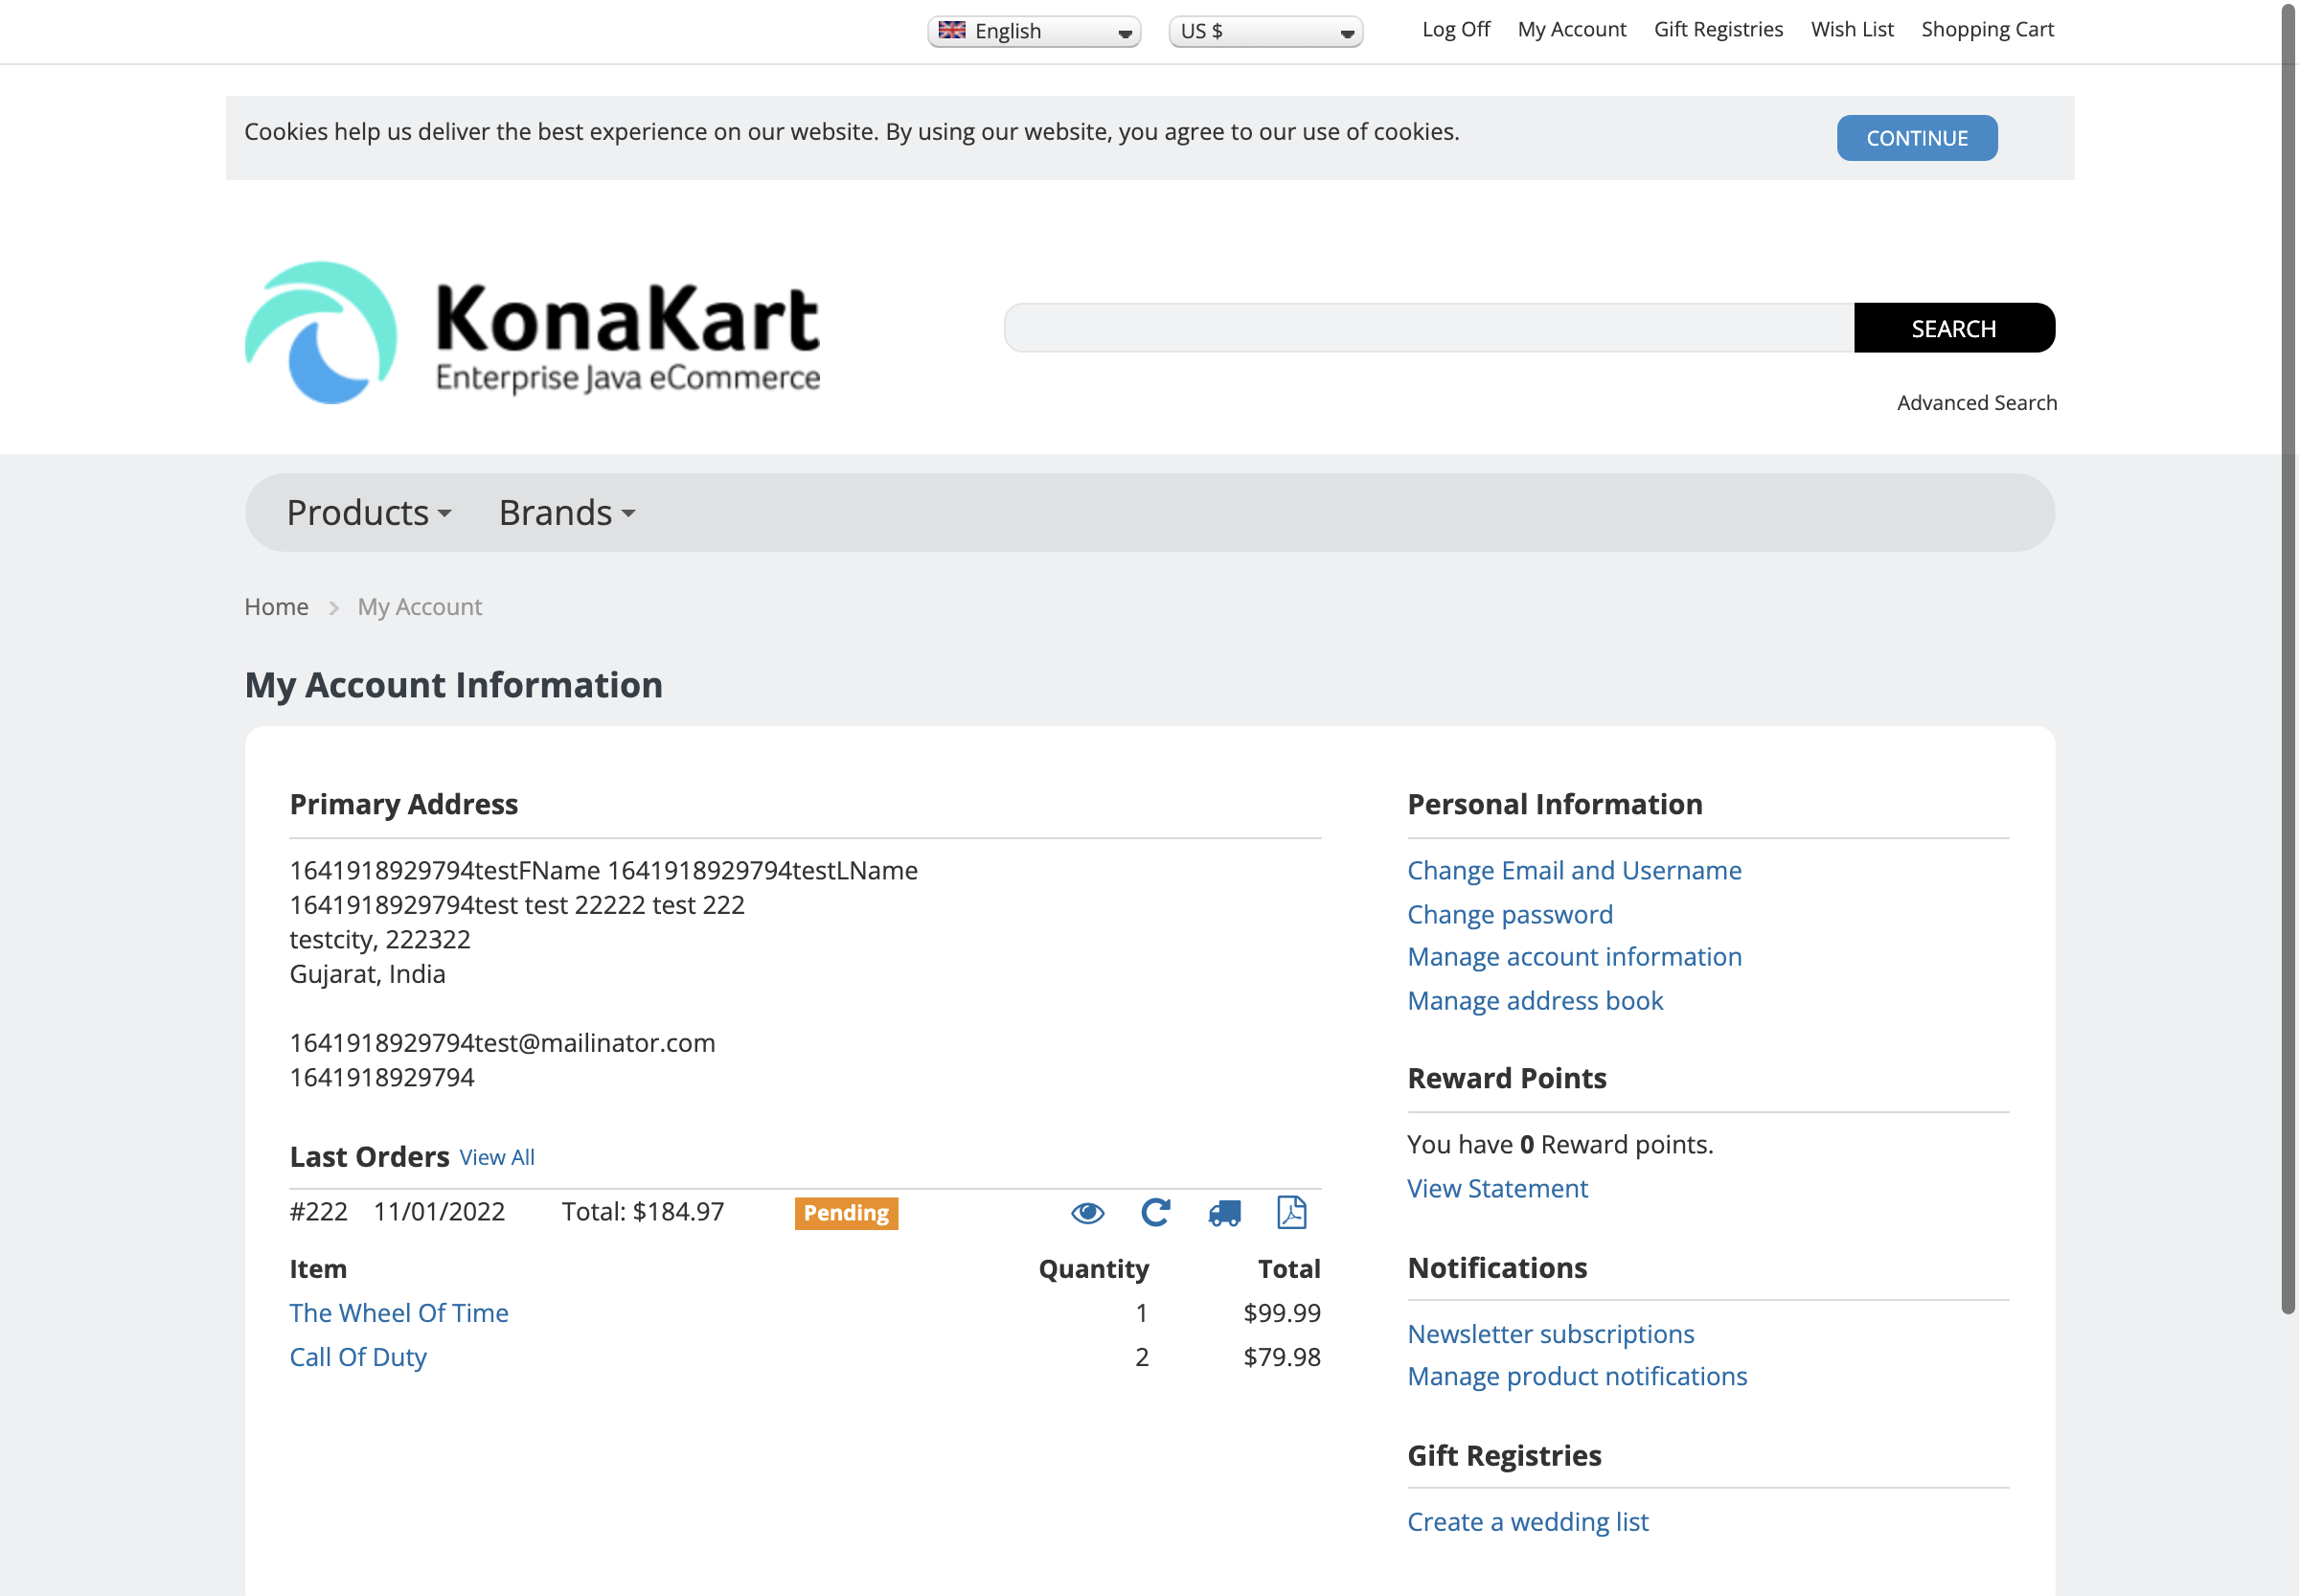 English
US $
Log Off My Account Gift Registries Wish List Shopping Cart
Cookies help us deliver the best experience on our website. By using our website, you agree to our use of cookies.
CONTINUE
KonaKart
Enterprise Java eCommerce
SEARCH
Advanced Search
Products Brands
Home My Account
My Account Information
Primary Address
1641918929794testFName 1641918929794testLName
1641918929794test test 22222 test 222
testcity, 222322
Gujarat, India
1641918929794test@mailinator.com
1641918929794
Last Orders View All
#222 11/01/2022 Total: $184.97 Pending
Item Quantity Total
The Wheel Of Time 1 $99.99
Call Of Duty 2 $79.98
Personal Information
Change Email and Username
Change password
Manage account information
Manage address book
Reward Points
You have 0 Reward points.
View Statement
Notifications
Newsletter subscriptions
Manage product notifications
Gift Registries
Create a wedding list